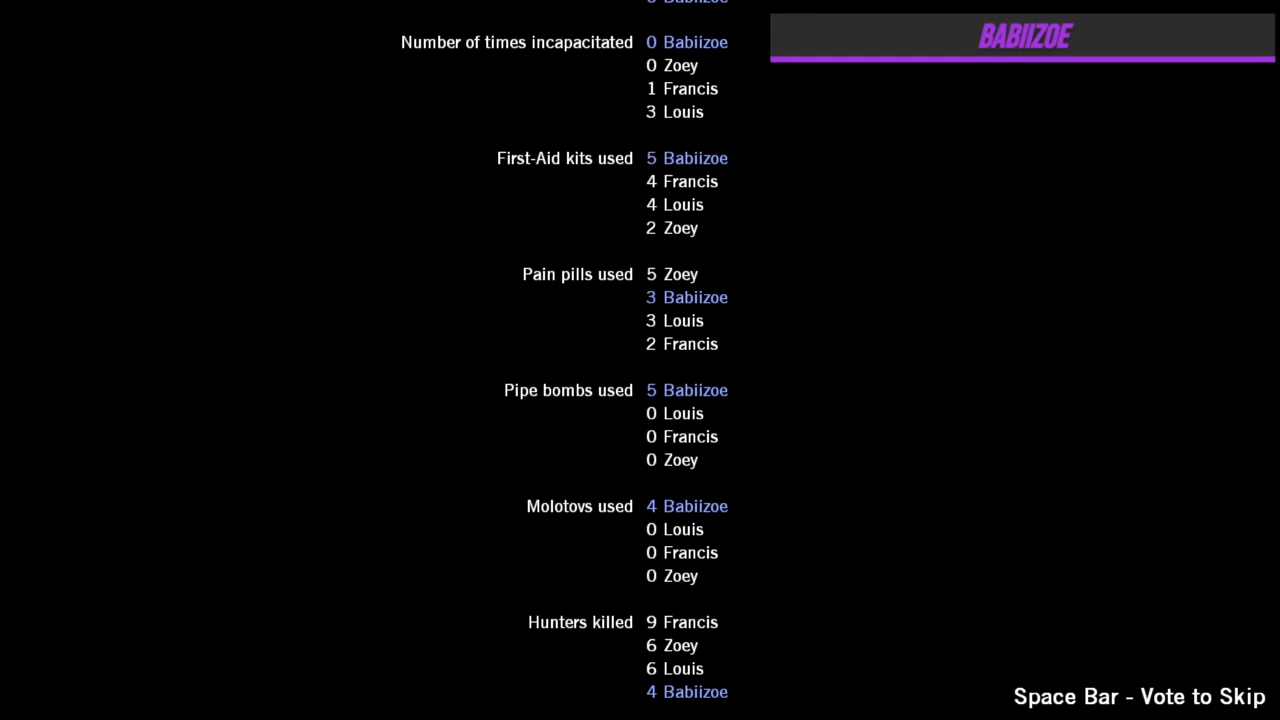 BABIIZOE
Number of times incapacitated 0 Babiizoe
0 Zoey
1 Francis
3 Louis
First-Aid kits used 5 Babiizoe
4 Francis
4 Louis
2 Zoey
Pain pills used 5 Zoey
3 Babiizoe
3 Louis
2 Francis
Pipe bombs used 5 Babiizoe
0 Louis
0 Francis
0 Zoey
Molotovs used 4 Babiizoe
0 Louis
0 Francis
0 Zoey
Hunters killed 9 Francis
6 Zoey
6 Louis
4 Babiizoe
Space Bar - Vote to Skip